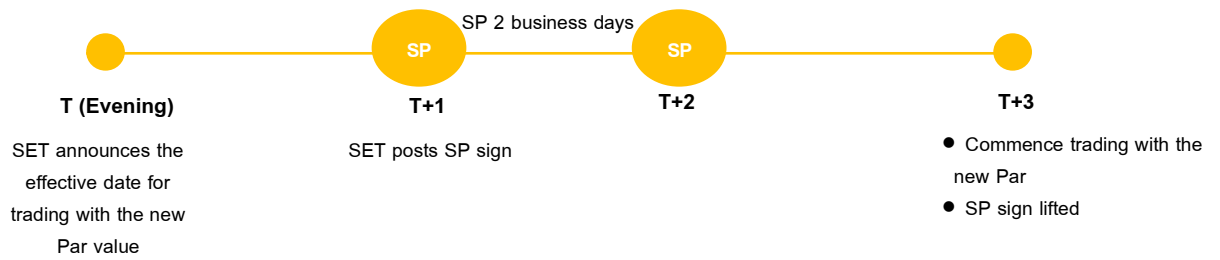 SP 2 business days
SP
SP
T (Evening)
T+1
T+2
T+3
SET announces the
effective date for
trading with the new
Par value
SET posts SP sign
● Commence trading with the
new Par
● SP sign lifted